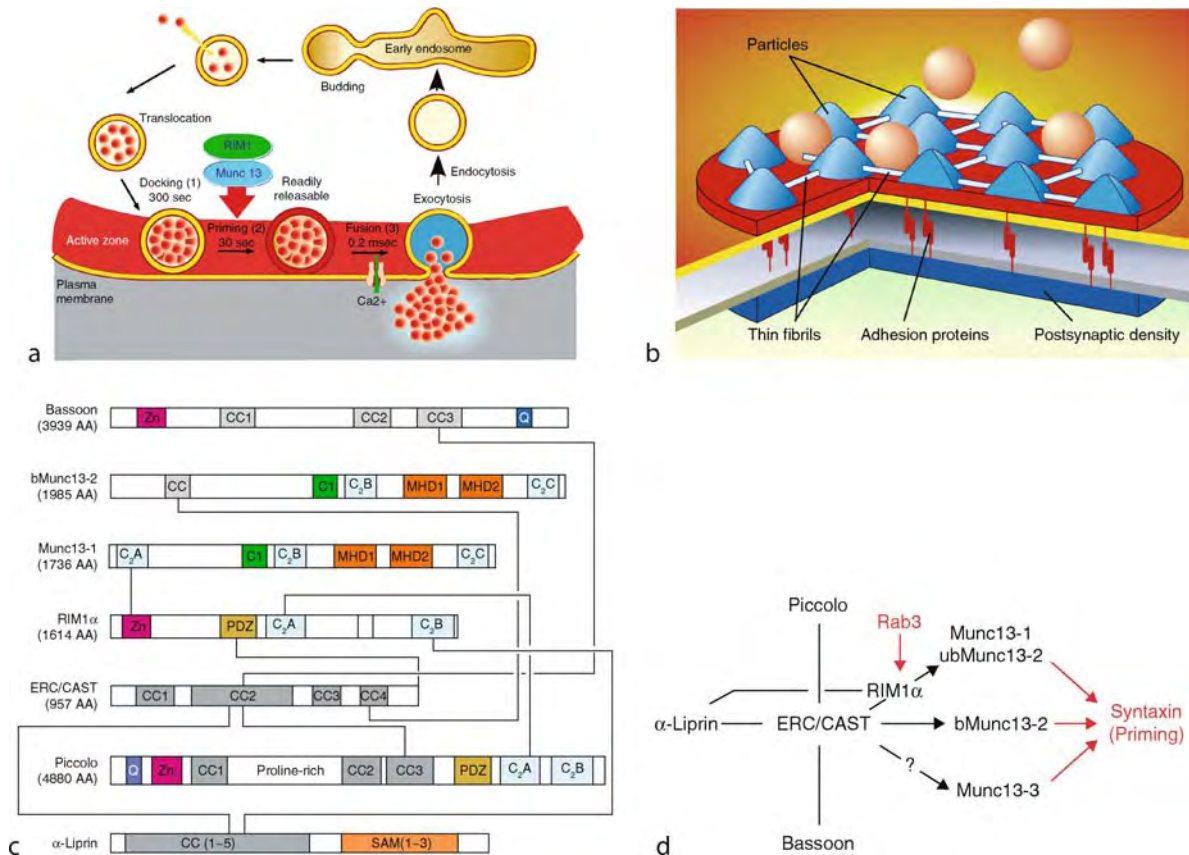 Early endosome
Budding
Translocation
RIM1
Munc 13
Docking (1)
300 sec
Readily
releasable
Endocytosis
Exocytosis
Active zone
Priming (2)
30 sec
Fusion (3)
0.2 msec
Plasma
membrane
Ca2+
a
Particles
Thin fibrils
Adhesion proteins
Postsynaptic density
b
Bassoon
(3939 AA)
Zn
CC1
CC2
CC3
Q
bMunc13-2
(1985 AA)
CC
C1
C₂B
MHD1
MHD2
C₂C
Munc13-1
(1736 AA)
C₂A
C1
C₂B
MHD1
MHD2
C₂C
RIM1α
(1614 AA)
Zn
PDZ
C₂A
C₂B
ERC/CAST
(957 AA)
CC1
CC2
CC3
CC4
Piccolo
(4880 AA)
Q
Zn
CC1
Proline-rich
CC2
CC3
PDZ
C₂A
C₂B
α-Liprin
CC (1–5)
SAM(1–3)
c
Piccolo
Rab3
Munc13-1
ubMunc13-2
RIM1α
α-Liprin
ERC/CAST
bMunc13-2
Syntaxin
(Priming)
?
Munc13-3
Bassoon
d